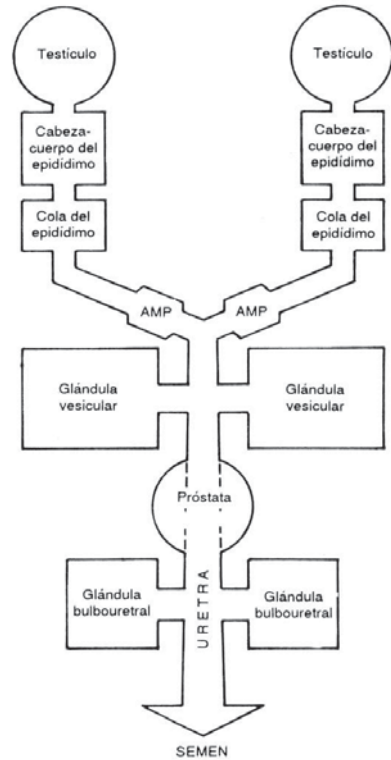 Testículo
Testículo
Cabeza-
cuerpo del
epidídimo
Cabeza-
cuerpo del
epidídimo
Cola del
epidídimo
Cola del
epidídimo
AMP
AMP
Glándula
vesicular
Glándula
vesicular
Próstata
URETRA
Glándula
bulbouretral
Glándula
bulbouretral
SEMEN